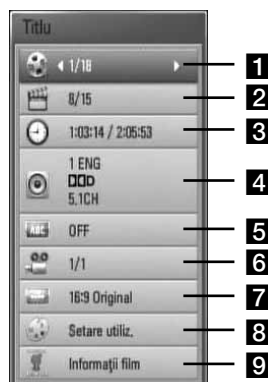 Titlu
1/18 1
8/15 2
1:03:14 / 2:05:53 3
1 ENG
D 4
5.1CH
ABC OFF 5
1/1 6
16:9 Original 7
Setare utiliz. 8
Informaţii film 9